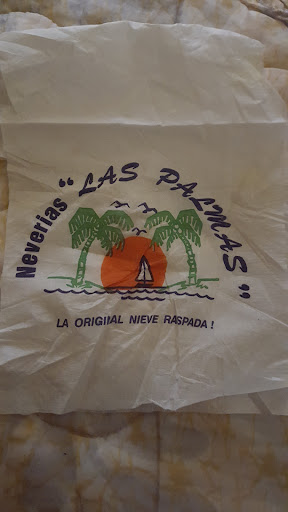 Neverias "LAS PALMAS"
LA ORIGINAL NIEVE RASPADA!